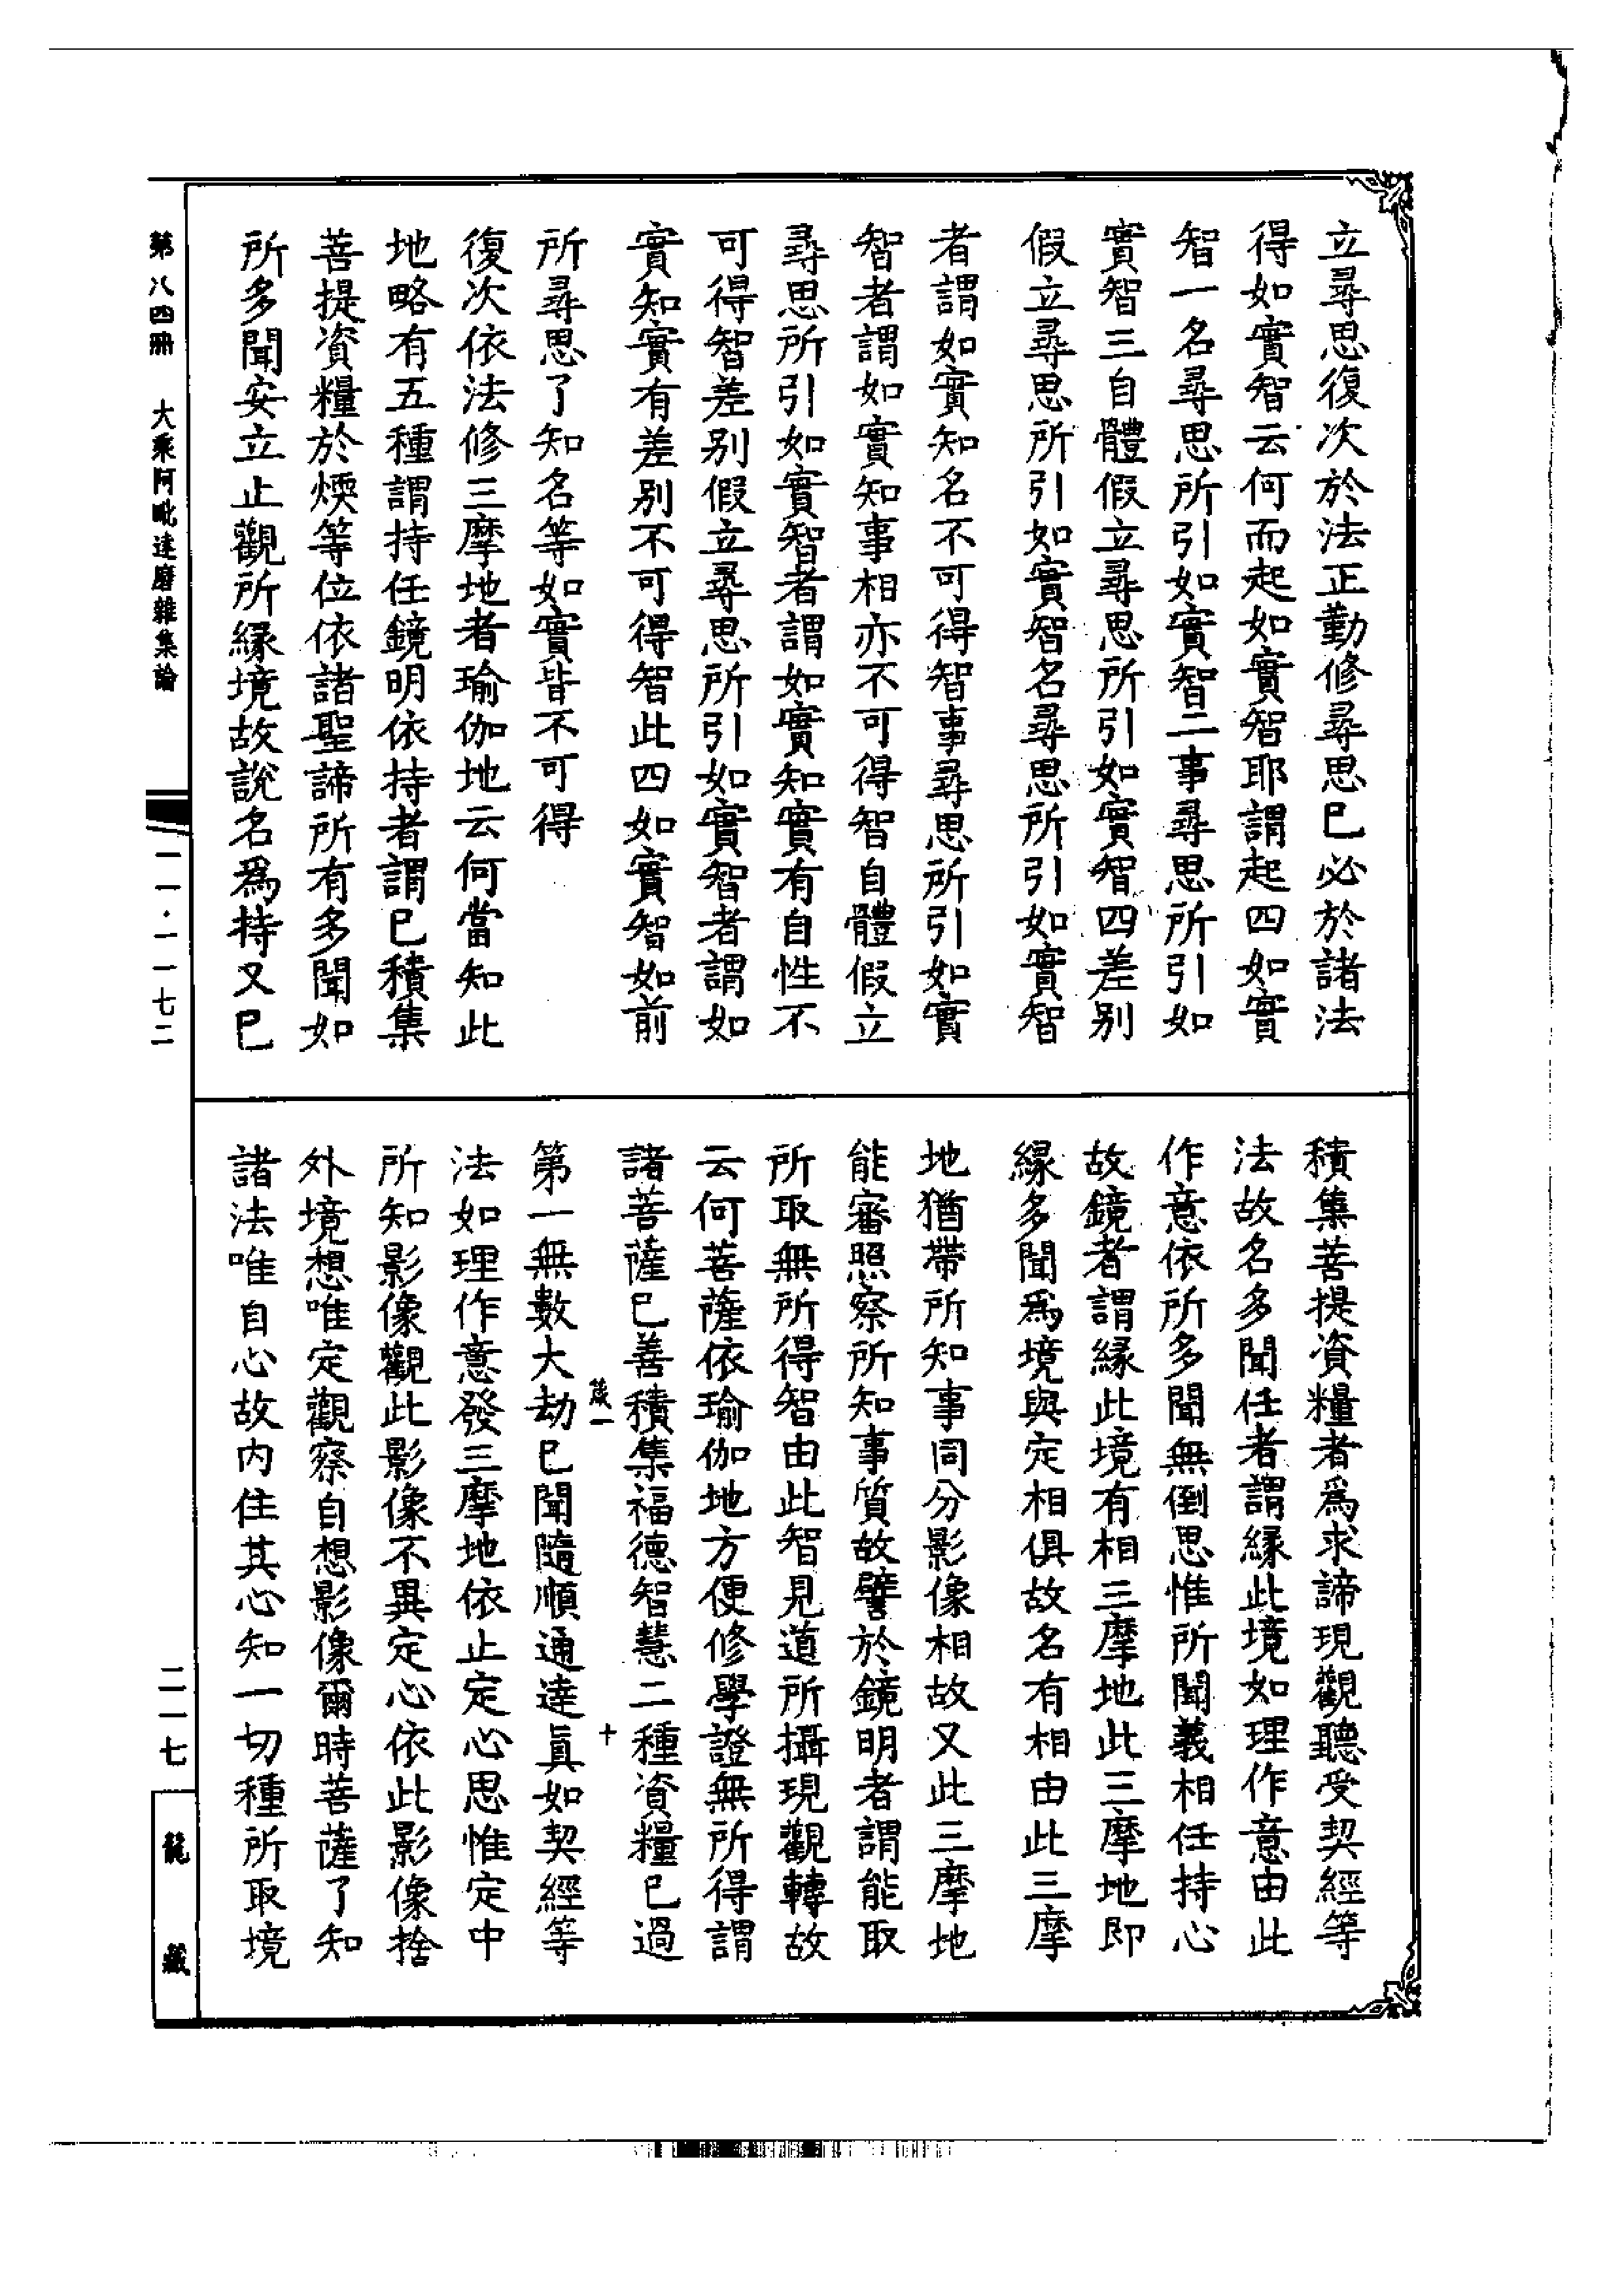 立尋思復次於法正勤修尋思已必於諸法
得如實智云何而起如實智耶謂起四如實
智一名尋思所引如實智二事尋思所引如
實智三自體假立尋思所引如實智四差别
假立尋思所引如實智名尋思所引如實智
者謂如實知名不可得智事尋思所引如實
智者謂如實知事相亦不可得智自體假立
尋思所引如實智者謂如實知實有自性不
可得智差别假立尋思所引如實智者謂如
實知實有差别不可得智此四如實智如前
所尋思了知名等如實皆不可得
復次依法修三摩地者瑜伽地云何當知此
地略有五種謂持任鏡明依持者謂已積集
菩提資糧於煗等位依諸聖諦所有多聞如
所多聞安立止觀所緣境故說名為持又已
積集菩提資糧者為求諦現觀聽受契經等
法故名多聞任者謂緣此境如理作意由此
作意依所多聞無倒思惟所聞義相任持心
故鏡者謂緣此境有相三摩地此三摩地即
緣多聞為境與定相俱故名有相由此三摩
地猶帶所知事同分影像相故又此三摩地
能審照察所知事質故譬於鏡明者謂能取
所取無所得智由此智見道所攝現觀轉故
云何菩薩依瑜伽地方便修學證無所得謂
諸菩薩已善積集福德智慧二種資糧已過
箴一 十
第一無數大劫已聞隨順通達真如契經等
法如理作意發三摩地依止定心思惟定中
所知影像觀此影像不異定心依此影像捨
外境想唯定觀察自想影像爾時菩薩了知
諸法唯自心故内住其心知一切種所取境
第八四冊 大乘阿毗達磨雜集論
一一·一一七二
二一七
龍藏